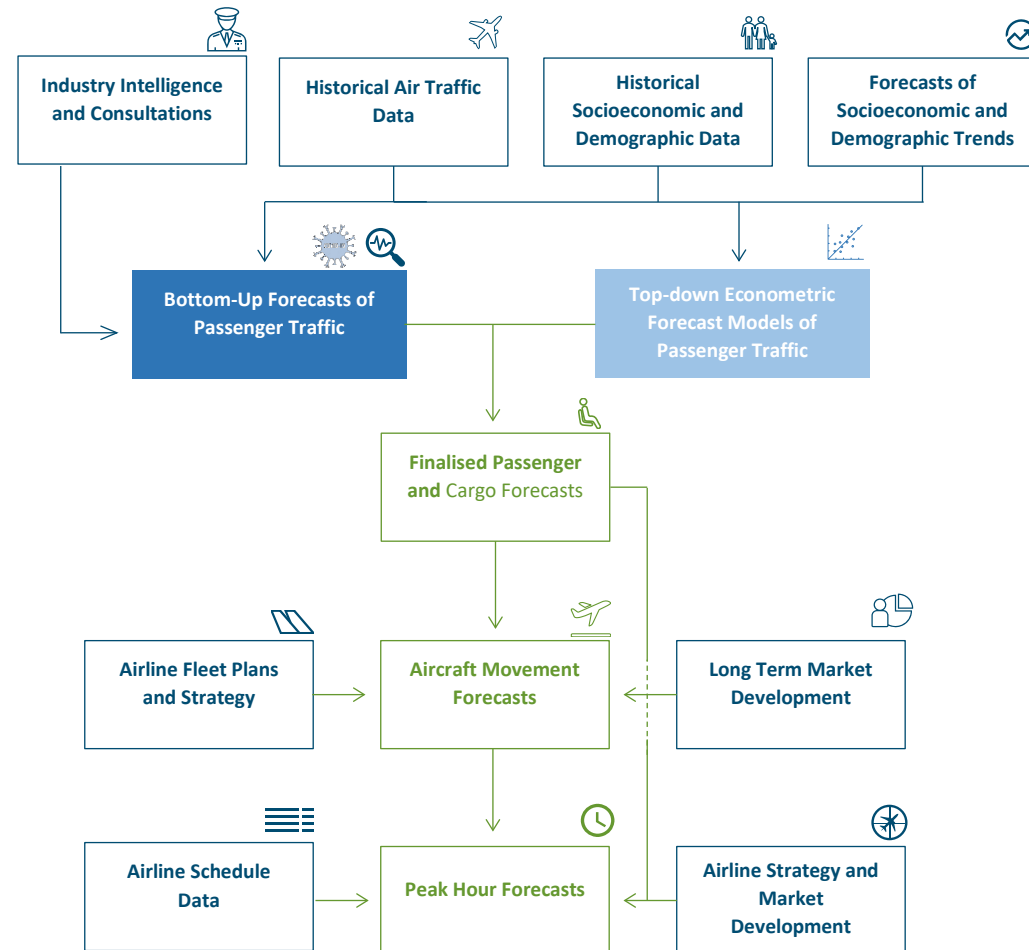 Industry Intelligence
and Consultations
Historical Air Traffic
Data
Historical
Socioeconomic and
Demographic Data
Forecasts of
Socioeconomic and
Demographic Trends
Bottom-Up Forecasts of
Passenger Traffic
Top-down Econometric
Forecast Models of
Passenger Traffic
Finalised Passenger
and Cargo Forecasts
Airline Fleet Plans
and Strategy
Aircraft Movement
Forecasts
Long Term Market
Development
Airline Schedule
Data
Peak Hour Forecasts
Airline Strategy and
Market
Development